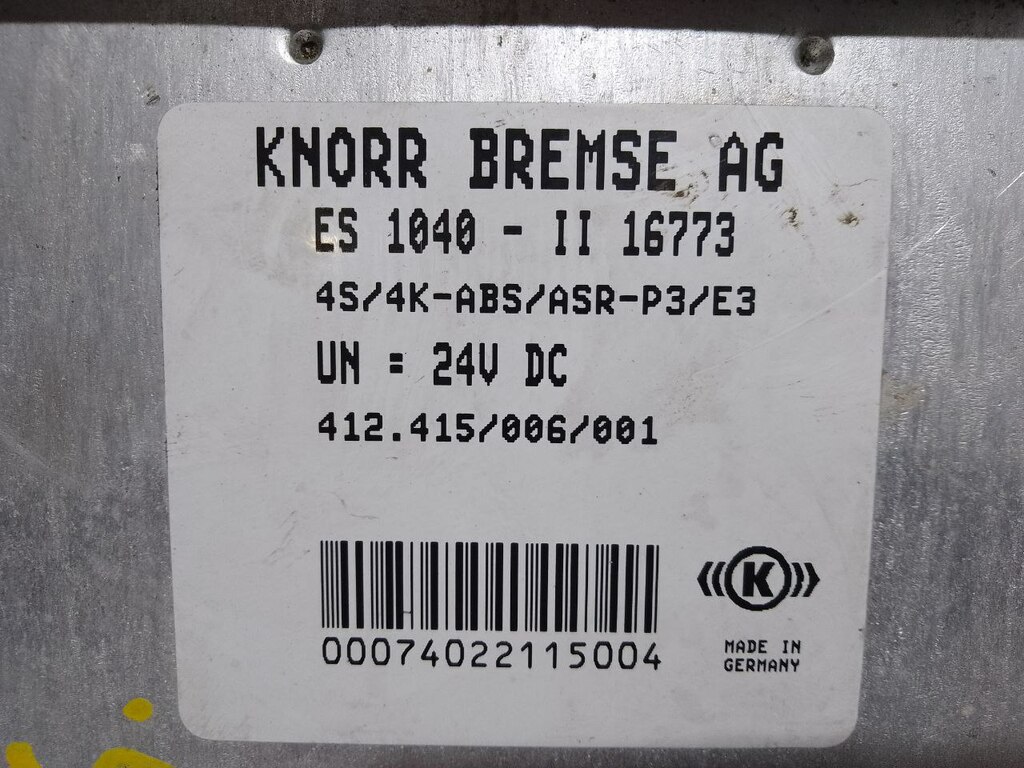 KNORR BREMSE AG
ES 1040 - II 16773
4S/4K-ABS/ASR-P3/E3
UN = 24V DC
412.415/006/001
00074022115004
K
MADE IN
GERMANY